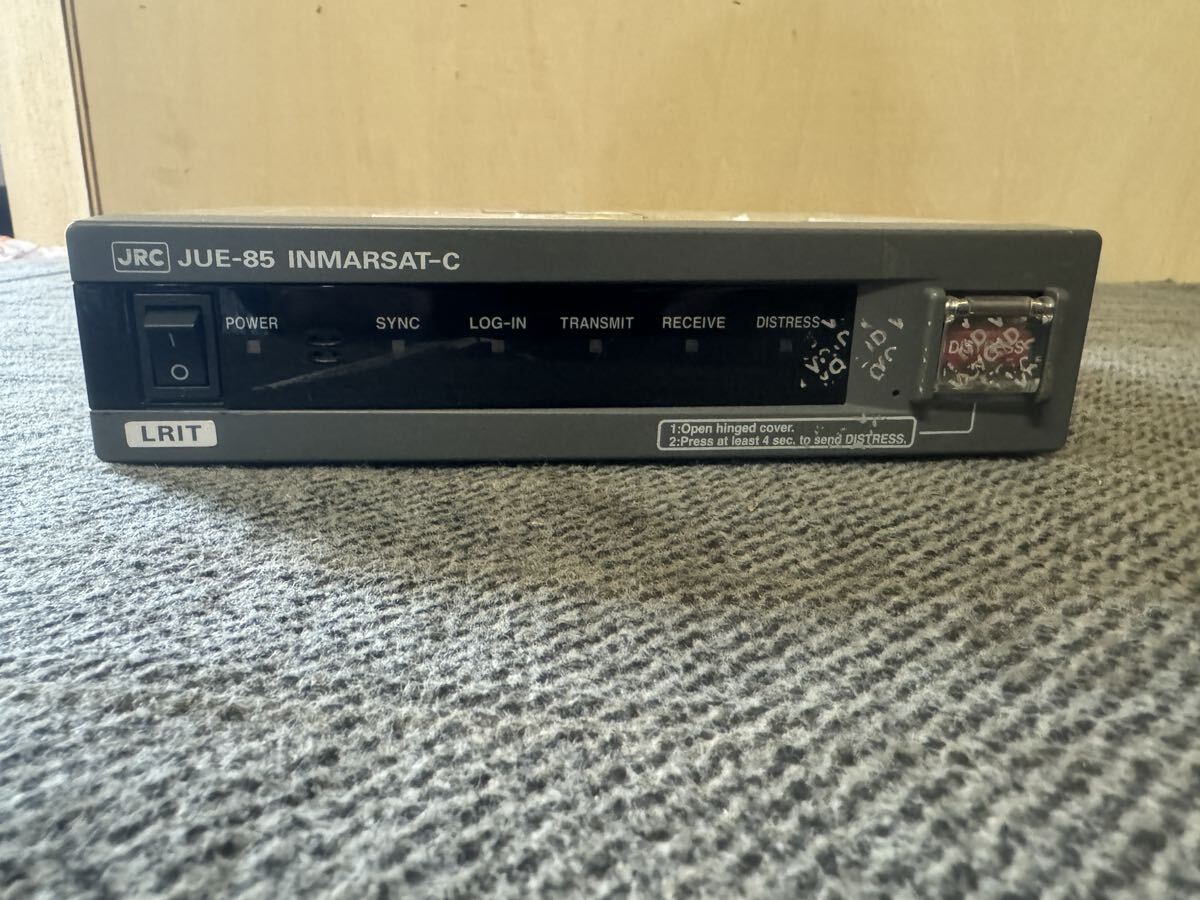 JRC JUE-85 INMARSAT-C
POWER SYNC LOG-IN TRANSMIT RECEIVE DISTRESS
I
O
DISTRESS
LRIT
1:Open hinged cover.
2:Press at least 4 sec. to send DISTRESS.